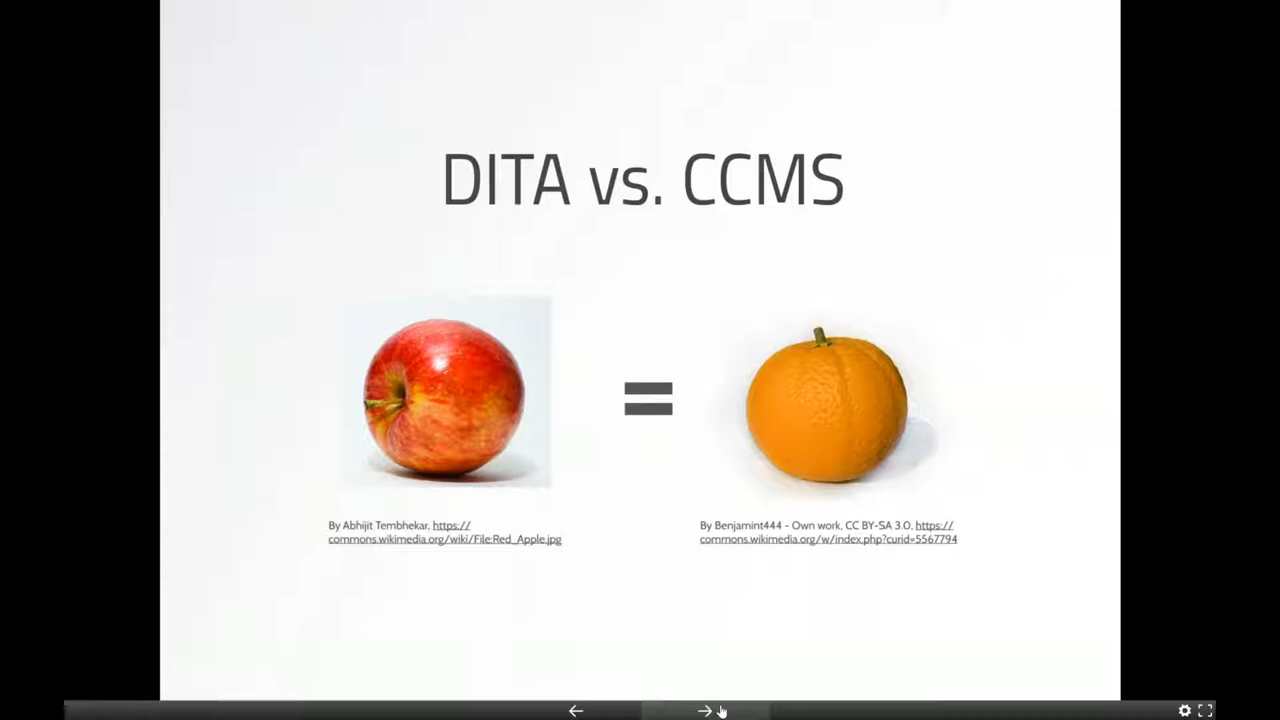 DITA vs. CCMS
=
By Abhijit Tembhekar, https://
commons.wikimedia.org/wiki/File:Red_Apple.jpg
By Benjamint444 - Own work, CC BY-SA 3.0, https://
commons.wikimedia.org/w/index.php?curid=5567794